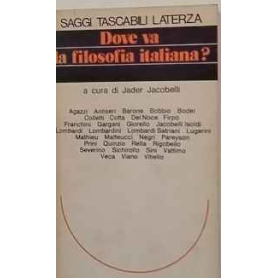 SAGGI TASCABILI LATERZA
Dove va
la filosofia italiana?
a cura di Jader Jacobelli
Agazzi Antiseri Barone Bobbio Bodei
Colletti Cotta Del Noce Firpo
Franchini Gargani Giorello Jacobelli Isoldi
Lombardi Lombardini Lombardi Satriani Lugarini
Mathieu Matteucci Negri Pareyson
Prini Quinzio Rella Rigobello
Severino Sichirollo Sini Vattimo
Veca Viano Vitiello